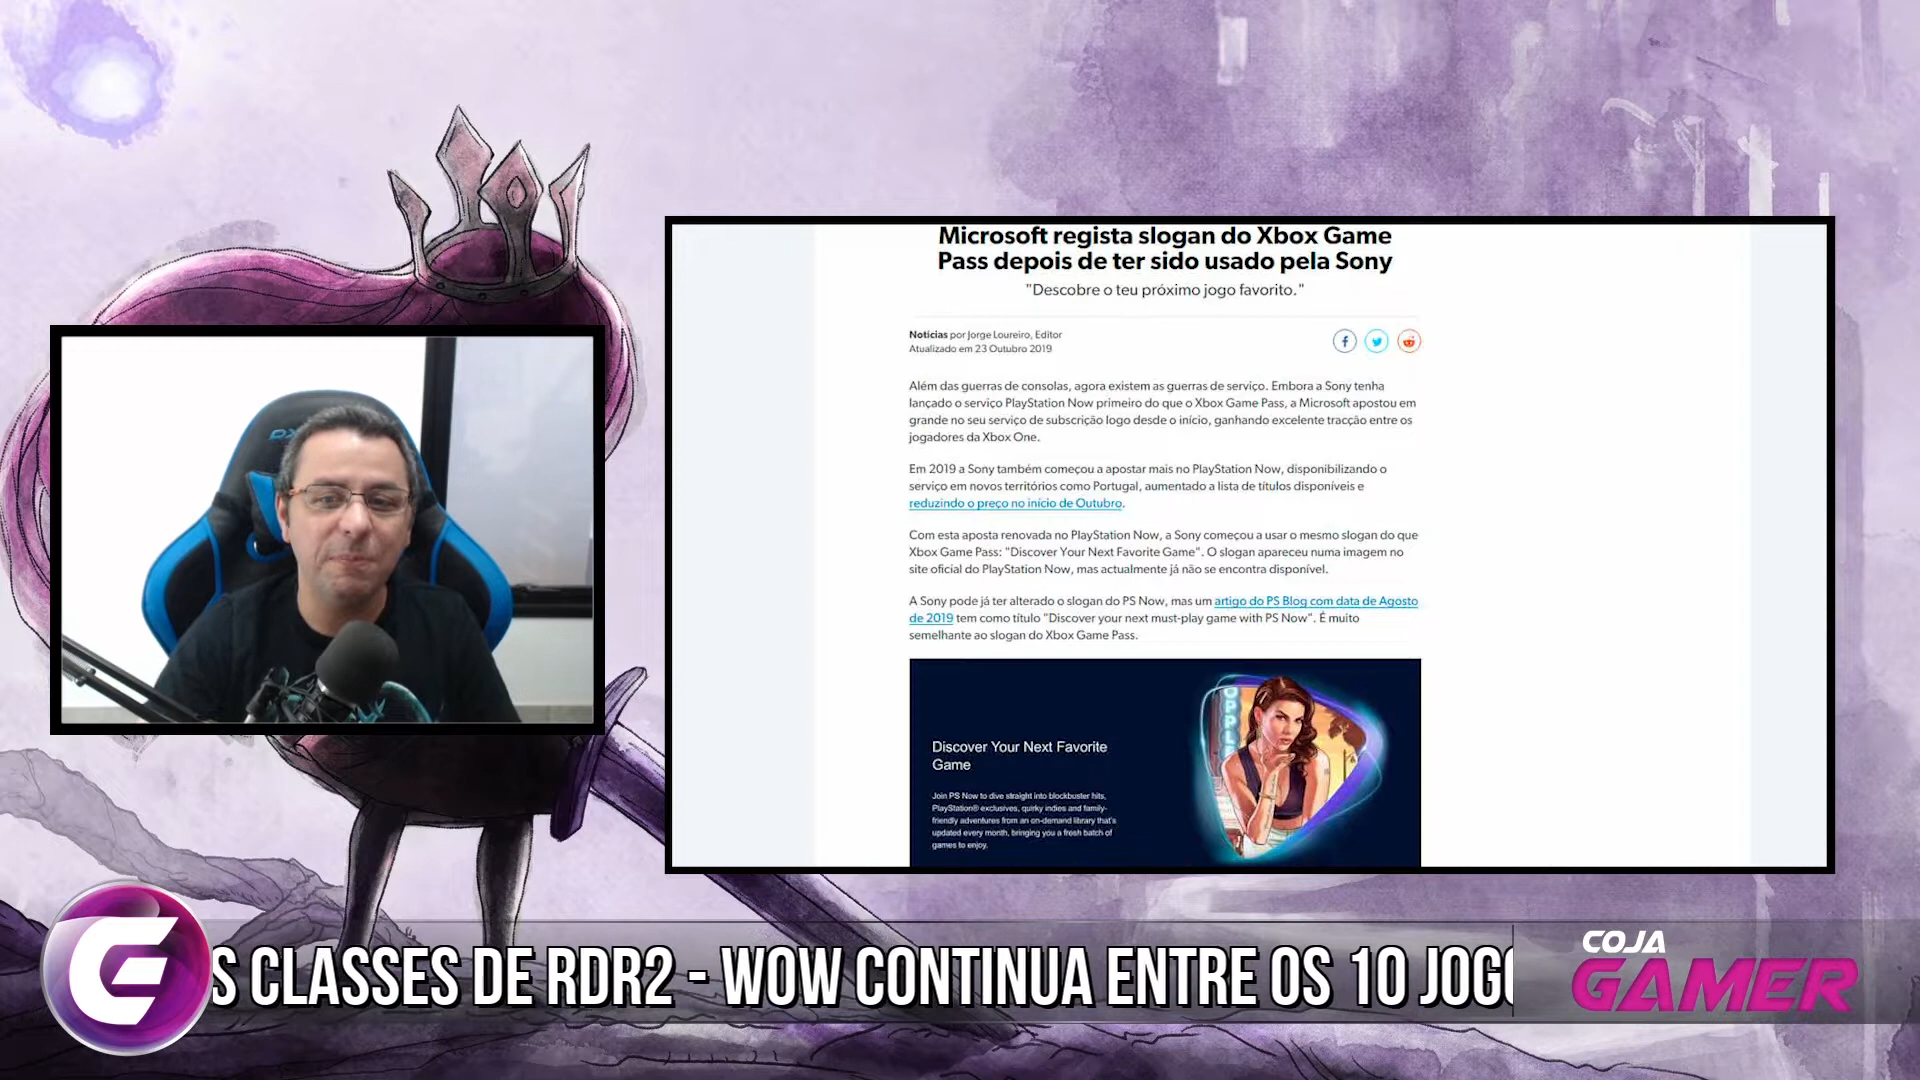 Microsoft regista slogan do Xbox Game
Pass depois de ter sido usado pela Sony
"Descobre o teu próximo jogo favorito."
Notícias por Jorge Loureiro, Editor
Atualizado em 23 Outubro 2019
Além das guerras de consolas, agora existem as guerras de serviço. Embora a Sony tenha
lançado o serviço PlayStation Now primeiro do que o Xbox Game Pass, a Microsoft apostou em
grande no seu serviço de subscrição logo desde o início, ganhando excelente tracção entre os
jogadores da Xbox One.
Em 2019 a Sony também começou a apostar mais no PlayStation Now, disponibilizando o
serviço em novos territórios como Portugal, aumentado a lista de títulos disponíveis e
reduzindo o preço no início de Outubro.
Com esta aposta renovada no PlayStation Now, a Sony começou a usar o mesmo slogan do que
Xbox Game Pass: "Discover Your Next Favorite Game". O slogan apareceu numa imagem no
site oficial do PlayStation Now, mas actualmente já não se encontra disponível.
A Sony pode já ter alterado o slogan do PS Now, mas um artigo do PS Blog com data de Agosto
de 2019 tem como título "Discover your next must-play game with PS Now". É muito
semelhante ao slogan do Xbox Game Pass.
Discover Your Next Favorite
Game
Join PS Now to dive straight into blockbuster hits,
PlayStation® exclusives, quirky indies and family-
friendly adventures from an on-demand library that's
updated every month, bringing you a fresh batch of
games to enjoy.
S CLASSES DE RDR2 - WOW CONTINUA ENTRE OS 10 JOGO
COJA
GAMER